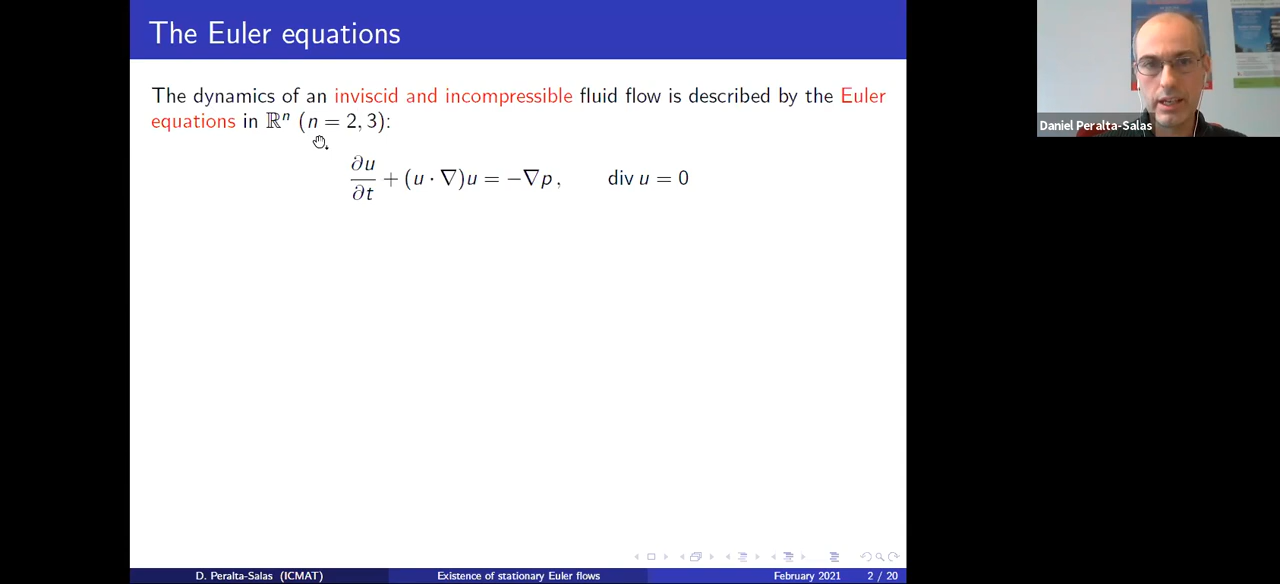 The Euler equations
The dynamics of an inviscid and incompressible fluid flow is described by the Euler
equations in ℝⁿ (n = 2, 3):
∂u/∂t + (u · ∇)u = −∇p , div u = 0
Daniel Peralta-Salas
D. Peralta-Salas (ICMAT) Existence of stationary Euler flows February 2021 2 / 20